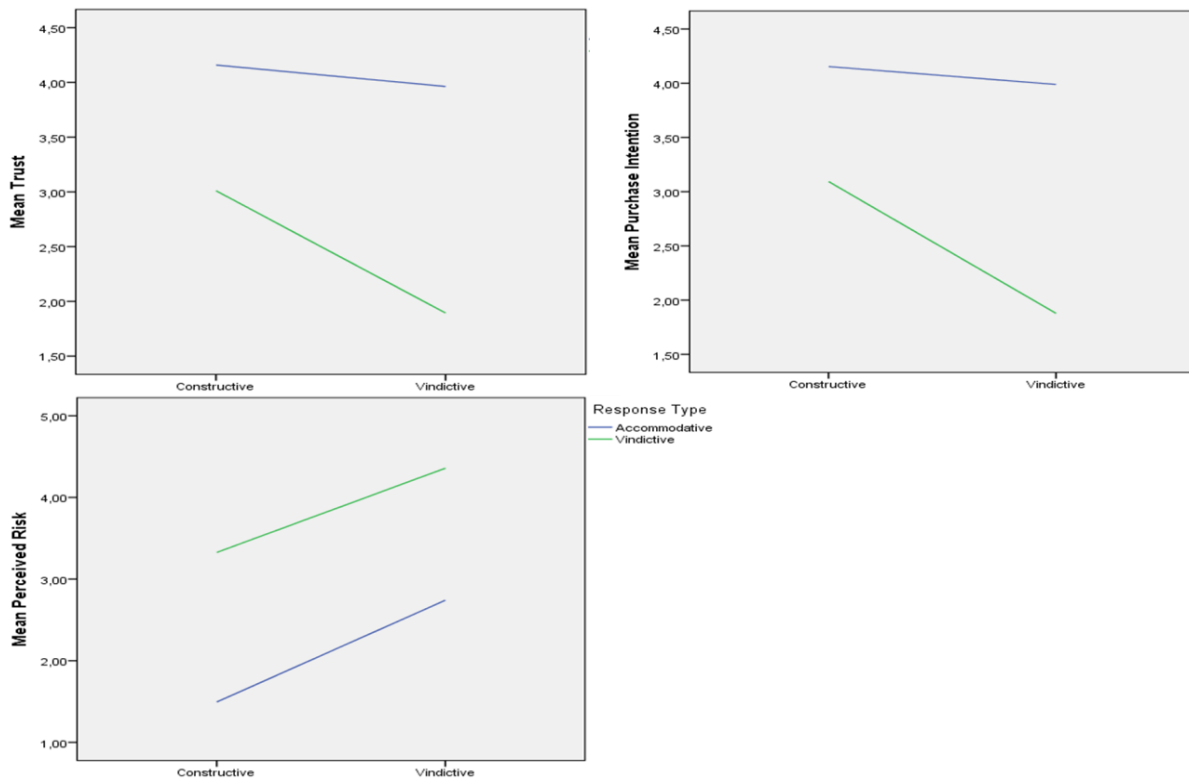 Mean Trust
4,50
4,00
3,50
3,00
2,50
2,00
1,50
Constructive
Vindictive
Mean Purchase Intention
4,50
4,00
3,50
3,00
2,50
2,00
1,50
Constructive
Vindictive
Mean Perceived Risk
5,00
4,00
3,00
2,00
1,00
Constructive
Vindictive
Response Type
Accommodative
Vindictive